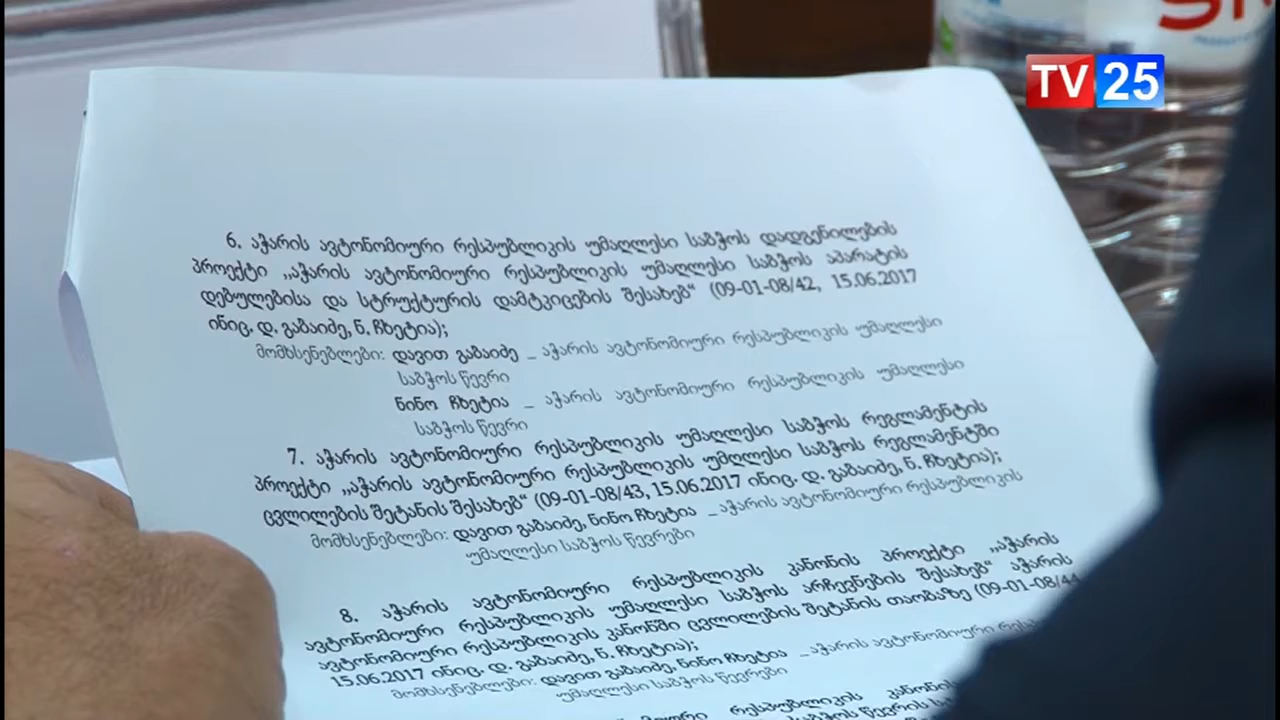 TV 25
6. აჭარის ავტონომიური რესპუბლიკის უმაღლესი საბჭოს დადგენილების
პროექტი ,,აჭარის ავტონომიური რესპუბლიკის უმაღლესი საბჭოს აპარატის
დებულებისა და სტრუქტურის დამტკიცების შესახებ“ (09-01-08/42, 15.06.2017
ინიც. დ. გაბაიძე, ნ. ჩხეტია);
მომხსენებლები: დავით გაბაიძე _ აჭარის ავტონომიური რესპუბლიკის უმაღლესი
საბჭოს წევრი
ნინო ჩხეტია _ აჭარის ავტონომიური რესპუბლიკის უმაღლესი
საბჭოს წევრი
7. აჭარის ავტონომიური რესპუბლიკის უმაღლესი საბჭოს რეგლამენტის
პროექტი ,,აჭარის ავტონომიური რესპუბლიკის უმღლესი საბჭოს რეგლამენტში
ცვლილების შეტანის შესახებ“ (09-01-08/43, 15.06.2017 ინიც. დ. გაბაიძე, ნ. ჩხეტია);
მომხსენებლები: დავით გაბაიძე, ნინო ჩხეტია _ აჭარის ავტონომიური რესპუბლიკის
უმაღლესი საბჭოს წევრები
8. აჭარის ავტონომიური რესპუბლიკის კანონის პროექტი ,,აჭარის
ავტონომიური რესპუბლიკის უმაღლესი საბჭოს არჩევნების შესახებ“ აჭარის
ავტონომიური რესპუბლიკის კანონში ცვლილების შეტანის თაობაზე (09-01-08/44
15.06.2017 ინიც. დ. გაბაიძე, ნ. ჩხეტია);
მომხსენებლები: დავით გაბაიძე, ნინო ჩხეტია _ აჭარის ავტონომიური
უმაღლესი საბჭოს წევრები
რესპუბლიკის
საბჭოს წევრის